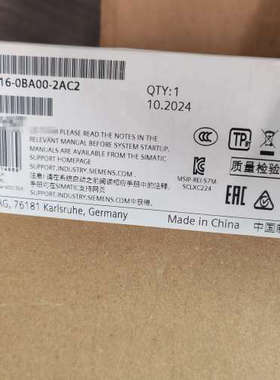 16-0BA00-2AC2
QTY:1
10.2024
PLEASE READ THE NOTES IN THE
RELEVANT MANUAL BEFORE SYSTEM STARTUP.
MANUALS ARE AVAILABLE FROM THE SIMATIC
SUPPORT HOMEPAGE
SUPPORT.INDUSTRY.SIEMENS.COM
注意:请在系统启动之前阅读相应手册中的注释,
手册可在SIMATIC支持网页
SUPPORT.INDUSTRY.SIEMENS.COM中获得.
CCC
TP
质量检验
MSIP-REI-S7M-
SCLXC224
EAC
AG, 76181 Karlsruhe, Germany
Made in China
中国